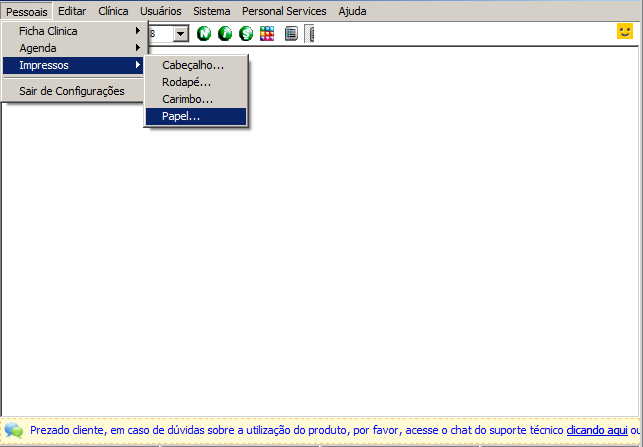 Pessoais Editar Clínica Usuários Sistema Personal Services Ajuda
Ficha Clinica
8
N I S
Agenda
Impressos
Cabeçalho...
Rodapé...
Carimbo...
Papel...
Sair de Configurações
Prezado cliente, em caso de dúvidas sobre a utilização do produto, por favor, acesse o chat do suporte técnico clicando aqui ou